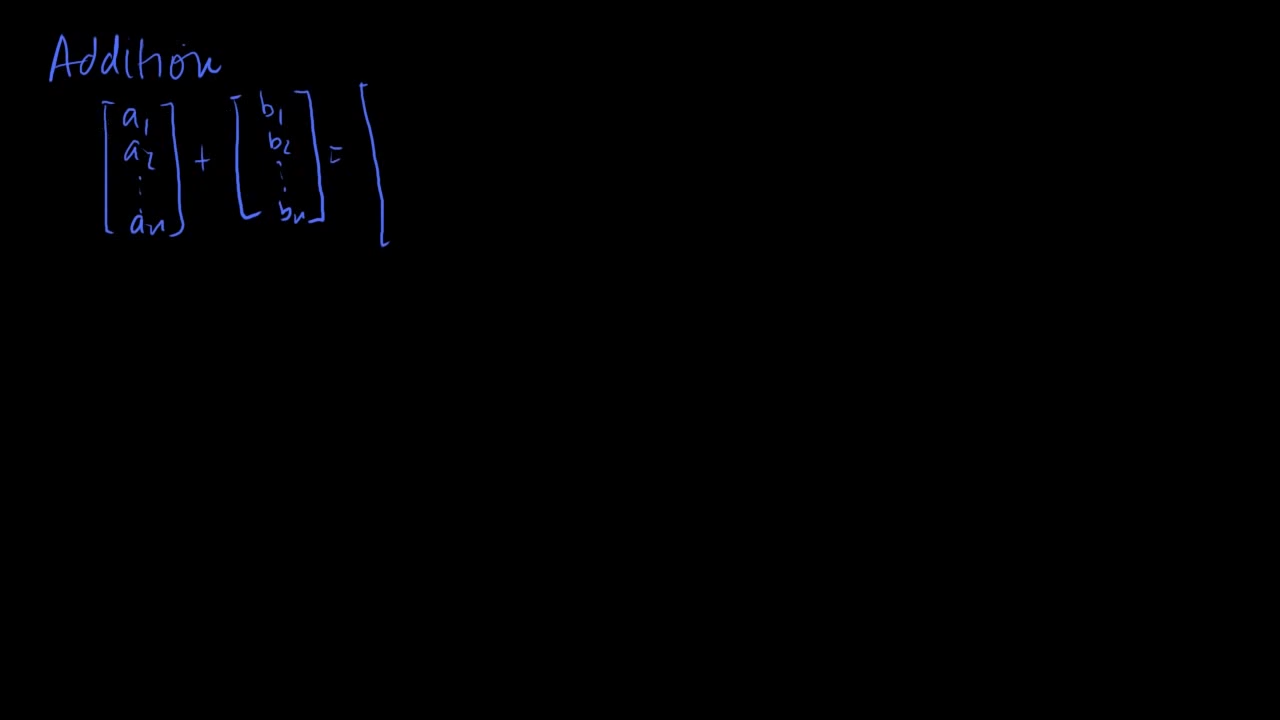 Addition
[a₁ a₂ ⋮ aₙ] + [b₁ b₂ ⋮ bₙ] = [